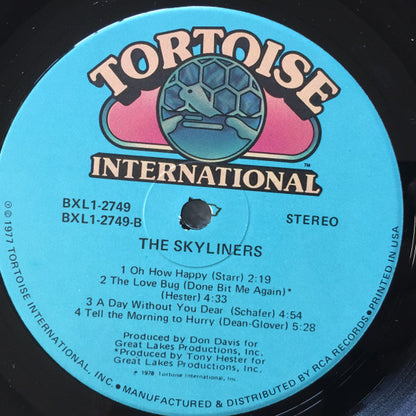 TORTOISE
INTERNATIONAL
TM
BXL1-2749
BXL1-2749-B
STEREO
THE SKYLINERS
1 Oh How Happy (Starr) 2:19
2 The Love Bug (Done Bit Me Again)*
(Hester) 4:33
3 A Day Without You Dear (Schafer) 4:54
4 Tell the Morning to Hurry (Dean-Glover) 5:28
Produced by Don Davis for
Great Lakes Productions, Inc.
*Produced by Tony Hester for
Great Lakes Productions, Inc.
℗ 1978 Tortoise International, Inc.
℗ © 1977 TORTOISE INTERNATIONAL, INC. • MANUFACTURED & DISTRIBUTED BY RCA RECORDS • PRINTED IN USA